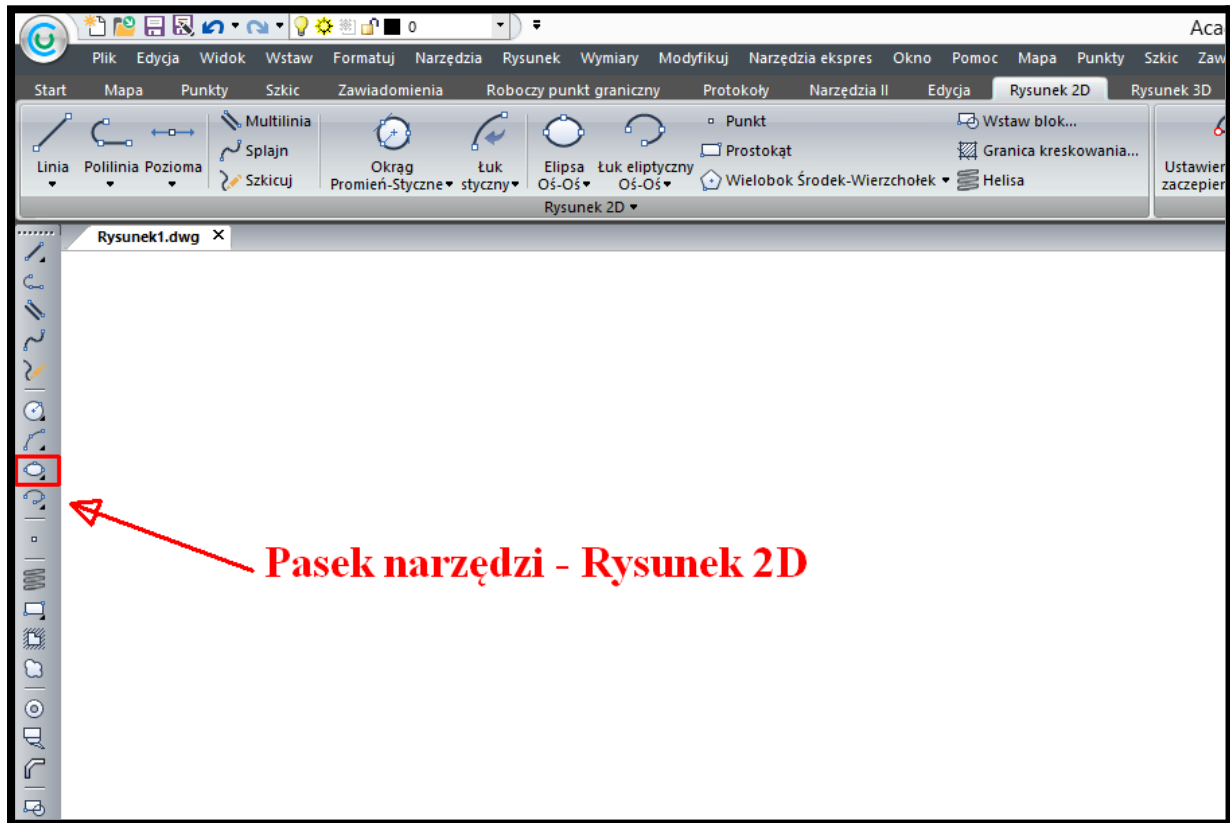 0
Aca
Plik Edycja Widok Wstaw Formatuj Narzędzia Rysunek Wymiary Modyfikuj Narzędzia ekspres Okno Pomoc Mapa Punkty Szkic Zaw
Start Mapa Punkty Szkic Zawiadomienia Roboczy punkt graniczny Protokoły Narzędzia II Edycja Rysunek 2D Rysunek 3D
Linia
Polilinia
Pozioma
Multilinia
Splajn
Szkicuj
Okrąg
Promień-Styczne
Łuk
styczny
Elipsa
Oś-Oś
Łuk eliptyczny
Oś-Oś
Punkt
Prostokąt
Wielobok Środek-Wierzchołek
Wstaw blok...
Granica kreskowania...
Helisa
Ustawier
zaczepier
Rysunek 2D
Rysunek1.dwg X
Pasek narzędzi - Rysunek 2D